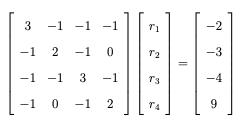 3 −1 −1 −1 r₁ −2
−1 2 −1 0 r₂ = −3
−1 −1 3 −1 r₃ −4
−1 0 −1 2 r₄ 9